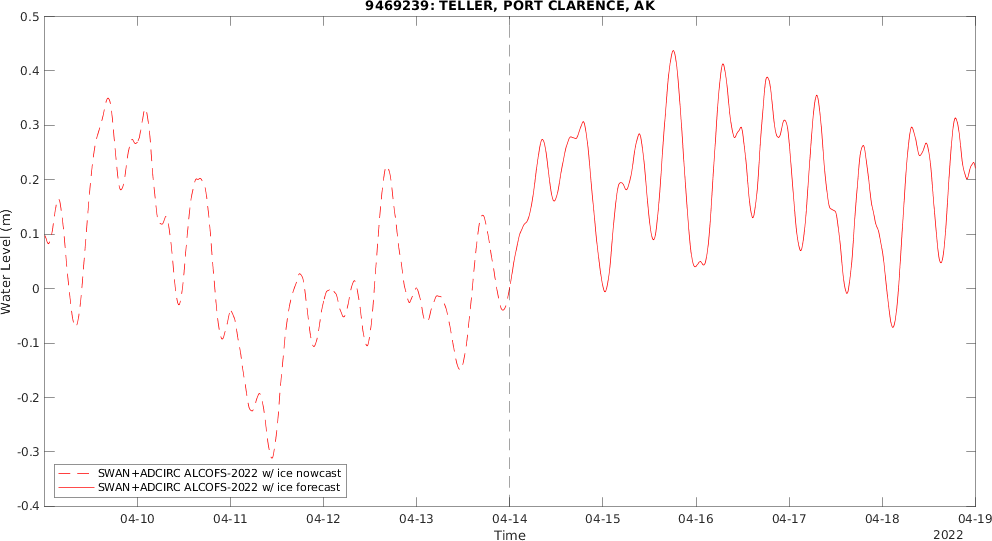 9469239: TELLER, PORT CLARENCE, AK
0.5
0.4
0.3
0.2
0.1
0
-0.1
-0.2
-0.3
-0.4
Water Level (m)
SWAN+ADCIRC ALCOFS-2022 w/ ice nowcast
SWAN+ADCIRC ALCOFS-2022 w/ ice forecast
04-10 04-11 04-12 04-13 04-14 04-15 04-16 04-17 04-18 04-19
Time
2022